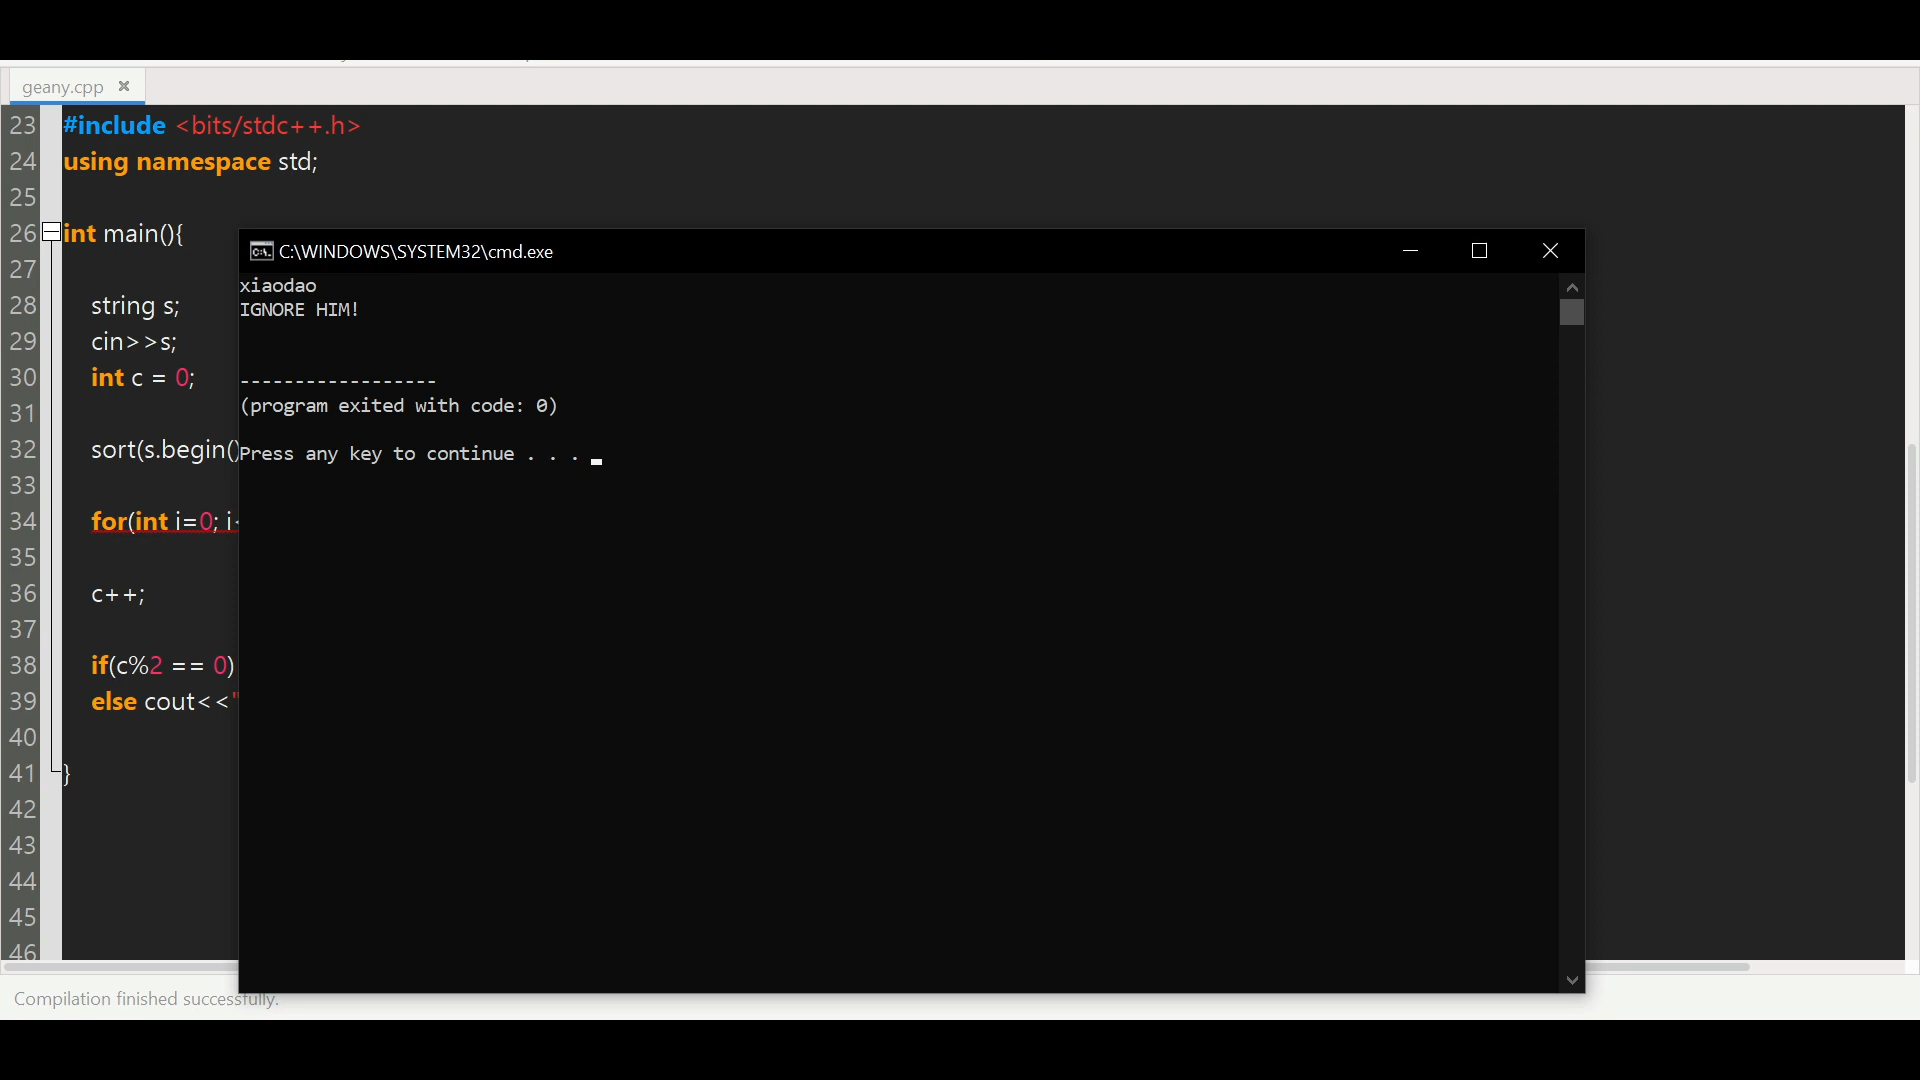 geany.cpp
23 #include <bits/stdc++.h>
24 using namespace std;
25
26 int main(){
27
28 string s;
29 cin>>s;
30 int c = 0;
31
32 sort(s.begin()
33
34 for(int i=0; i<
35
36 c++;
37
38 if(c%2 == 0)
39 else cout<<"
40
41 }
42
43
44
45
46
C:\WINDOWS\SYSTEM32\cmd.exe
xiaodao
IGNORE HIM!
------------------
(program exited with code: 0)
Press any key to continue . . .
Compilation finished successfully.